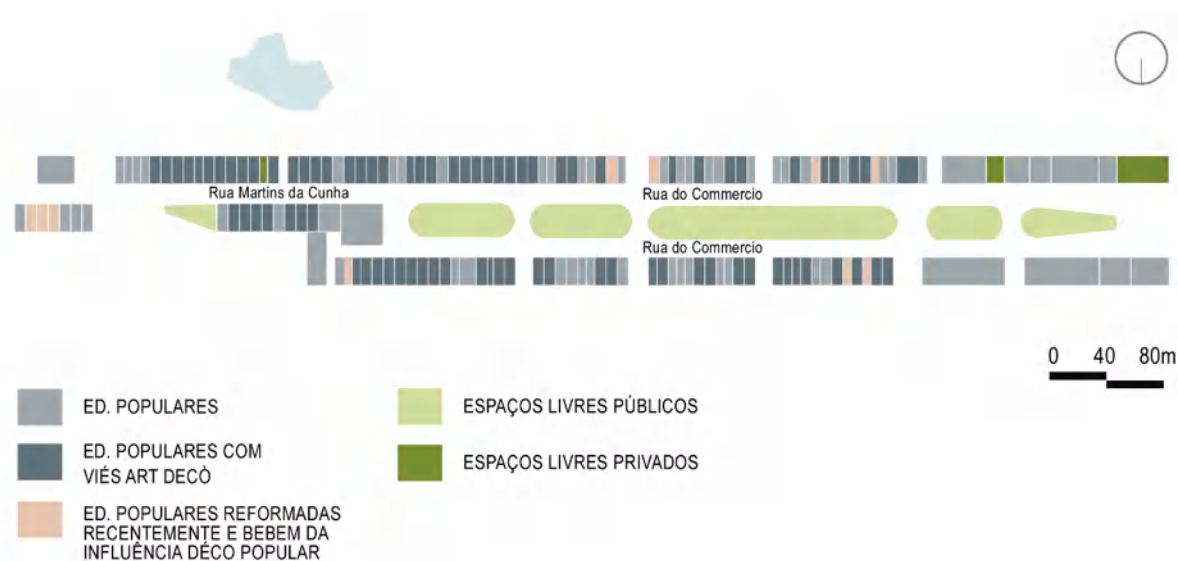 Rua Martins da Cunha
Rua do Commercio
Rua do Commercio
0 40 80m
ED. POPULARES
ED. POPULARES COM
VIÉS ART DECÒ
ED. POPULARES REFORMADAS
RECENTEMENTE E BEBEM DA
INFLUÊNCIA DÉCO POPULAR
ESPAÇOS LIVRES PÚBLICOS
ESPAÇOS LIVRES PRIVADOS